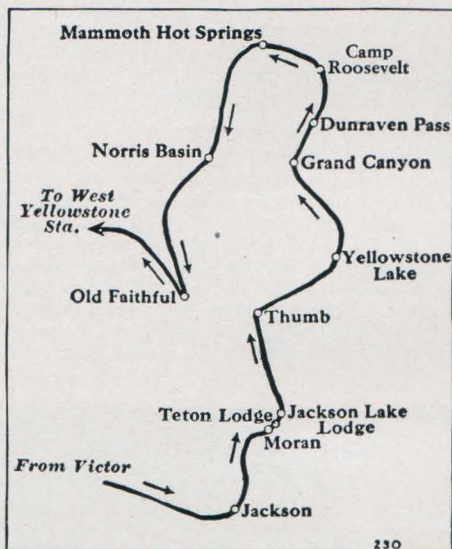 Mammoth Hot Springs
Camp
Roosevelt
Dunraven Pass
Norris Basin
Grand Canyon
To West
Yellowstone
Sta.
Yellowstone
Lake
Old Faithful
Thumb
Teton Lodge
Jackson Lake
Lodge
Moran
From Victor
Jackson
230